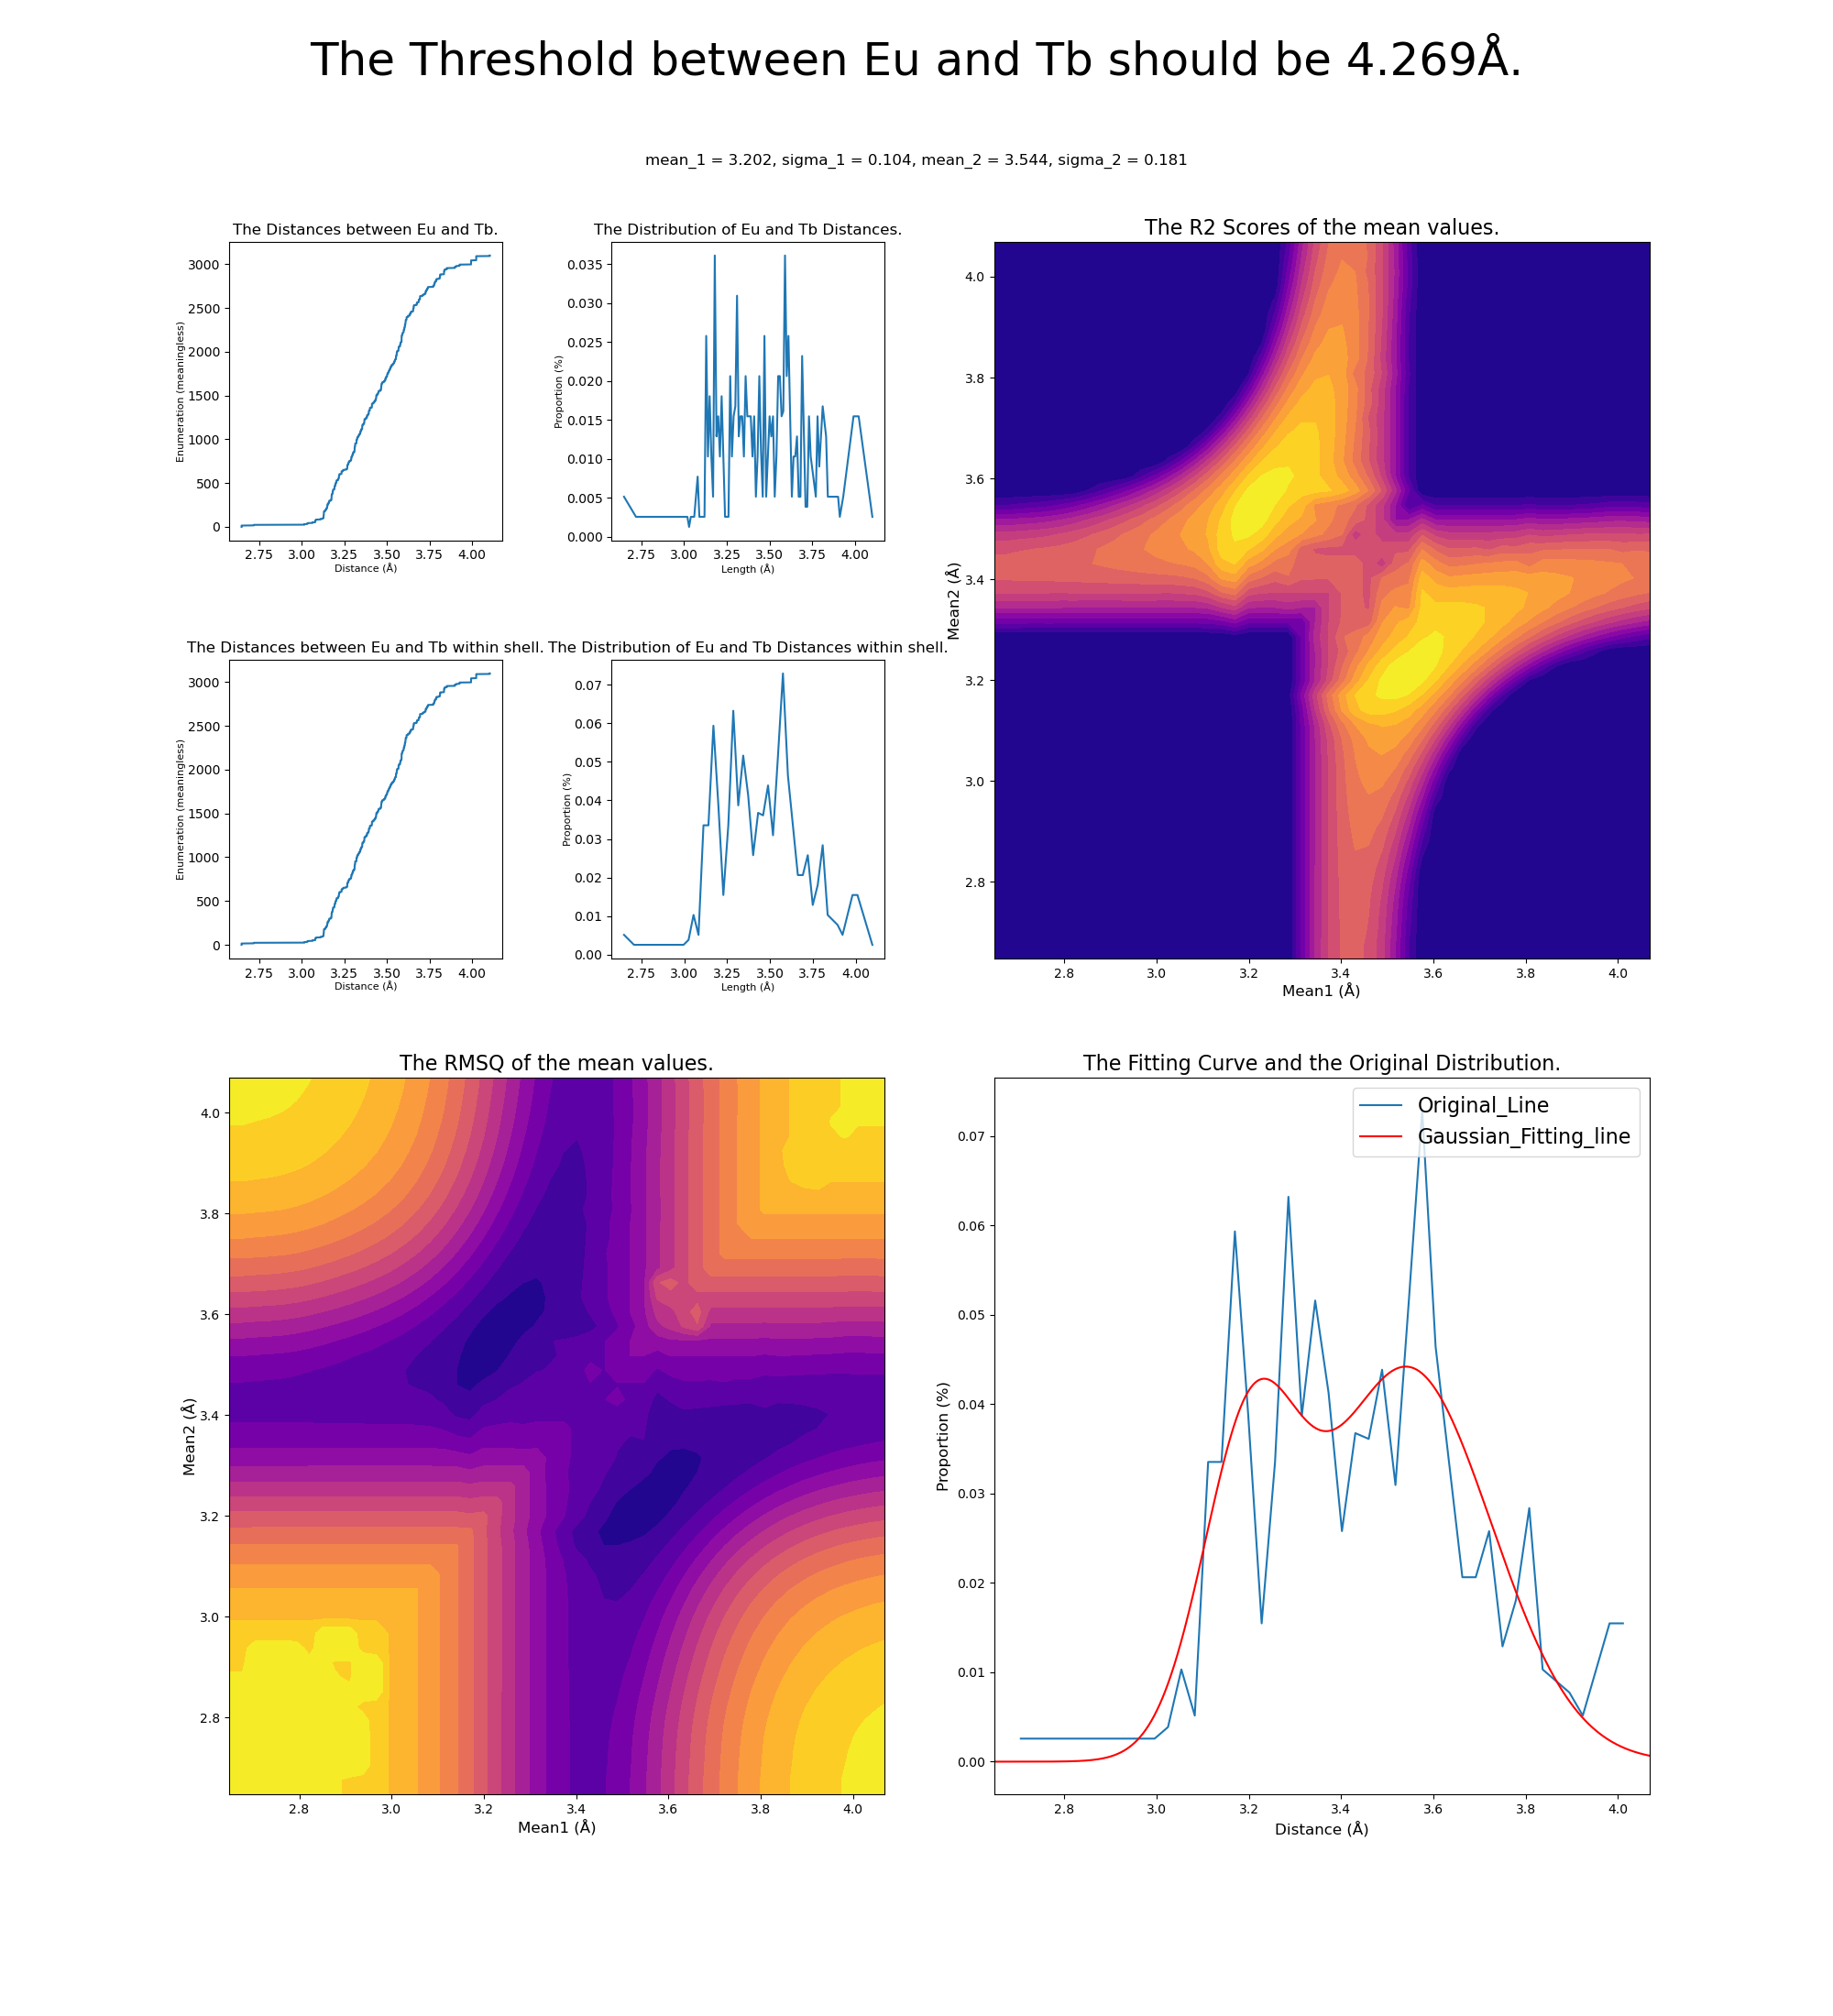 The Threshold between Eu and Tb should be 4.269Å.
mean_1 = 3.202, sigma_1 = 0.104, mean_2 = 3.544, sigma_2 = 0.181
The Distances between Eu and Tb.
Enumeration (meaningless)
3000
2500
2000
1500
1000
500
0
2.75 3.00 3.25 3.50 3.75 4.00
Distance (Å)
The Distribution of Eu and Tb Distances.
Proportion (%)
0.035
0.030
0.025
0.020
0.015
0.010
0.005
0.000
2.75 3.00 3.25 3.50 3.75 4.00
Length (Å)
The R2 Scores of the mean values.
Mean2 (Å)
4.0
3.8
3.6
3.4
3.2
3.0
2.8
2.8 3.0 3.2 3.4 3.6 3.8 4.0
Mean1 (Å)
The Distances between Eu and Tb within shell.
Enumeration (meaningless)
3000
2500
2000
1500
1000
500
0
2.75 3.00 3.25 3.50 3.75 4.00
Distance (Å)
The Distribution of Eu and Tb Distances within shell.
Proportion (%)
0.07
0.06
0.05
0.04
0.03
0.02
0.01
0.00
2.75 3.00 3.25 3.50 3.75 4.00
Length (Å)
The RMSQ of the mean values.
Mean2 (Å)
4.0
3.8
3.6
3.4
3.2
3.0
2.8
2.8 3.0 3.2 3.4 3.6 3.8 4.0
Mean1 (Å)
The Fitting Curve and the Original Distribution.
Original_Line
Gaussian_Fitting_line
Proportion (%)
0.07
0.06
0.05
0.04
0.03
0.02
0.01
0.00
2.8 3.0 3.2 3.4 3.6 3.8 4.0
Distance (Å)